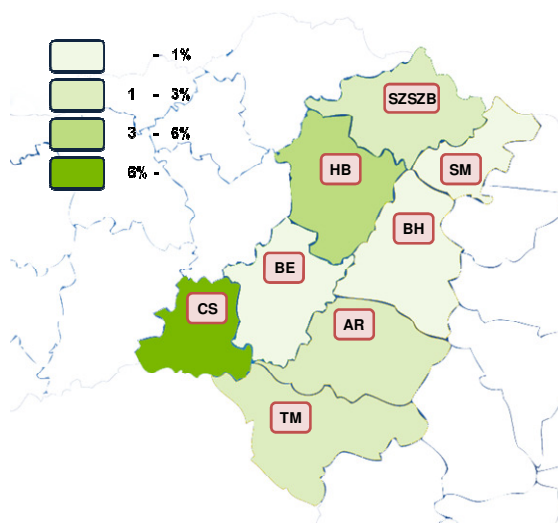 - 1%
1 - 3%
3 - 6%
6% -
SZSZB
HB
SM
BH
BE
CS
AR
TM